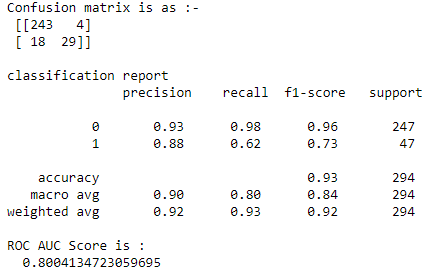 Confusion matrix is as :-
[[243 4]
[ 18 29]]
classification report
precision recall f1-score support
0 0.93 0.98 0.96 247
1 0.88 0.62 0.73 47
accuracy 0.93 294
macro avg 0.90 0.80 0.84 294
weighted avg 0.92 0.93 0.92 294
ROC AUC Score is :
0.8004134723059695